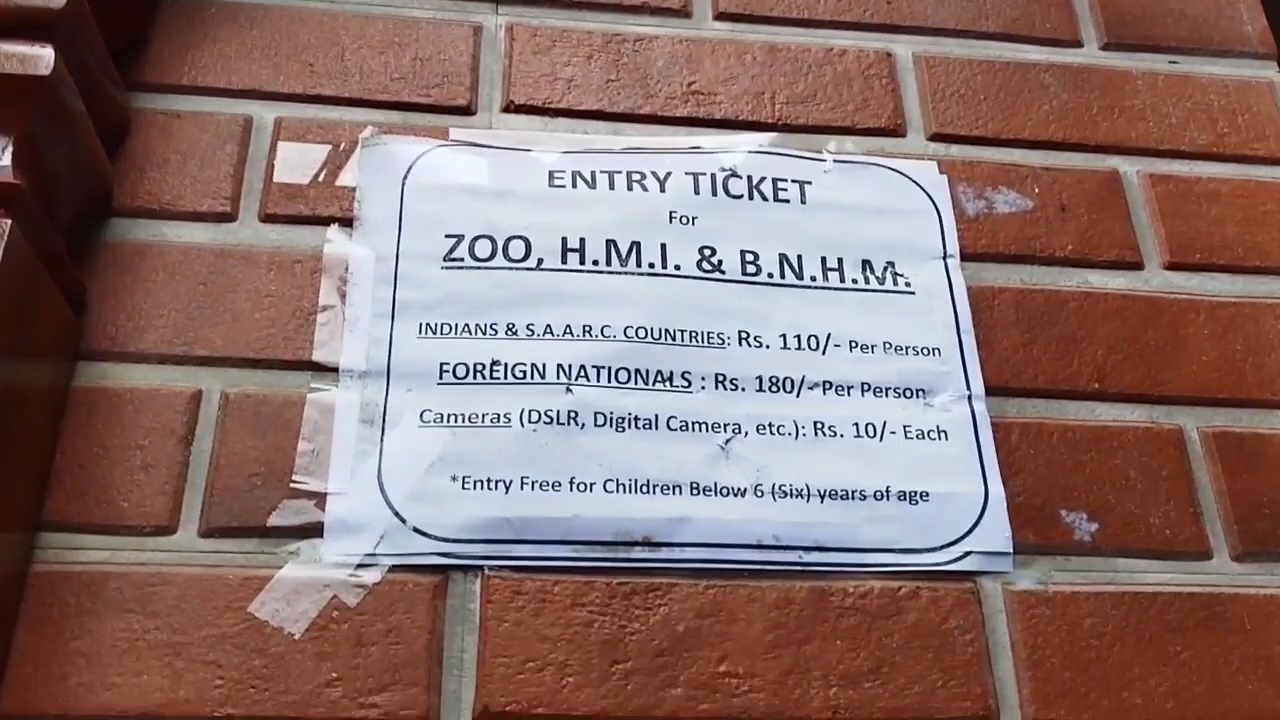 ENTRY TICKET
For
ZOO, H.M.I. & B.N.H.M.
INDIANS & S.A.A.R.C. COUNTRIES: Rs. 110/- Per Person
FOREIGN NATIONALS : Rs. 180/- Per Person
Cameras (DSLR, Digital Camera, etc.): Rs. 10/- Each
*Entry Free for Children Below 6 (Six) years of age